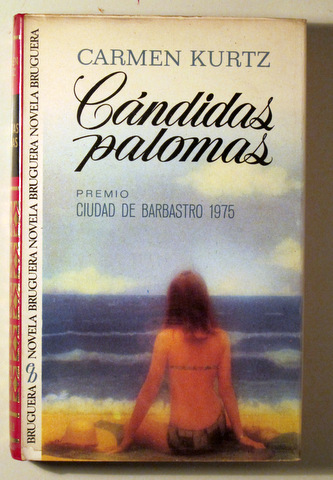 CARMEN KURTZ
Cándidas
palomas
PREMIO
CIUDAD DE BARBASTRO 1975
BRUGUERA NOVELA BRUGUERA NOVELA BRUGUERA NOVELA BRUGUERA